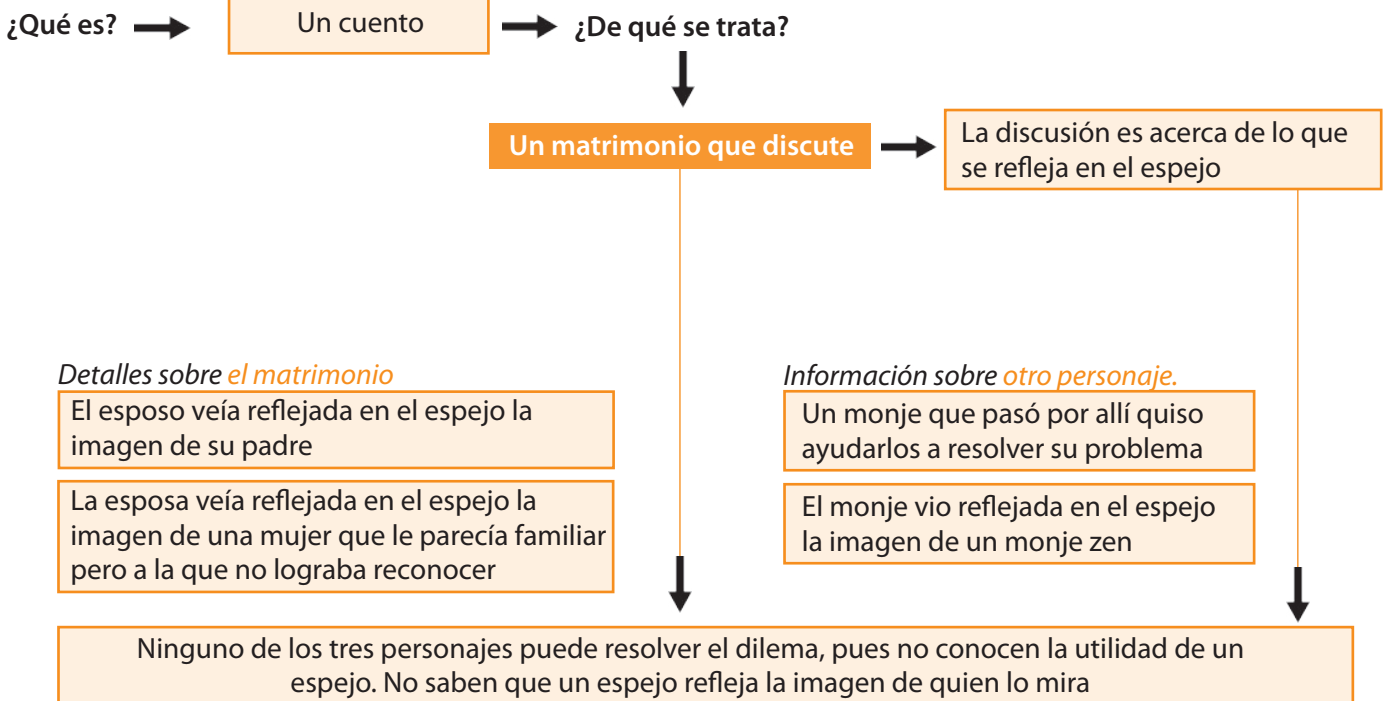 ¿Qué es?
Un cuento
¿De qué se trata?
Un matrimonio que discute
La discusión es acerca de lo que
se refleja en el espejo
Detalles sobre el matrimonio
El esposo veía reflejada en el espejo la
imagen de su padre
La esposa veía reflejada en el espejo la
imagen de una mujer que le parecía familiar
pero a la que no lograba reconocer
Información sobre otro personaje.
Un monje que pasó por allí quiso
ayudarlos a resolver su problema
El monje vio reflejada en el espejo
la imagen de un monje zen
Ninguno de los tres personajes puede resolver el dilema, pues no conocen la utilidad de un
espejo. No saben que un espejo refleja la imagen de quien lo mira